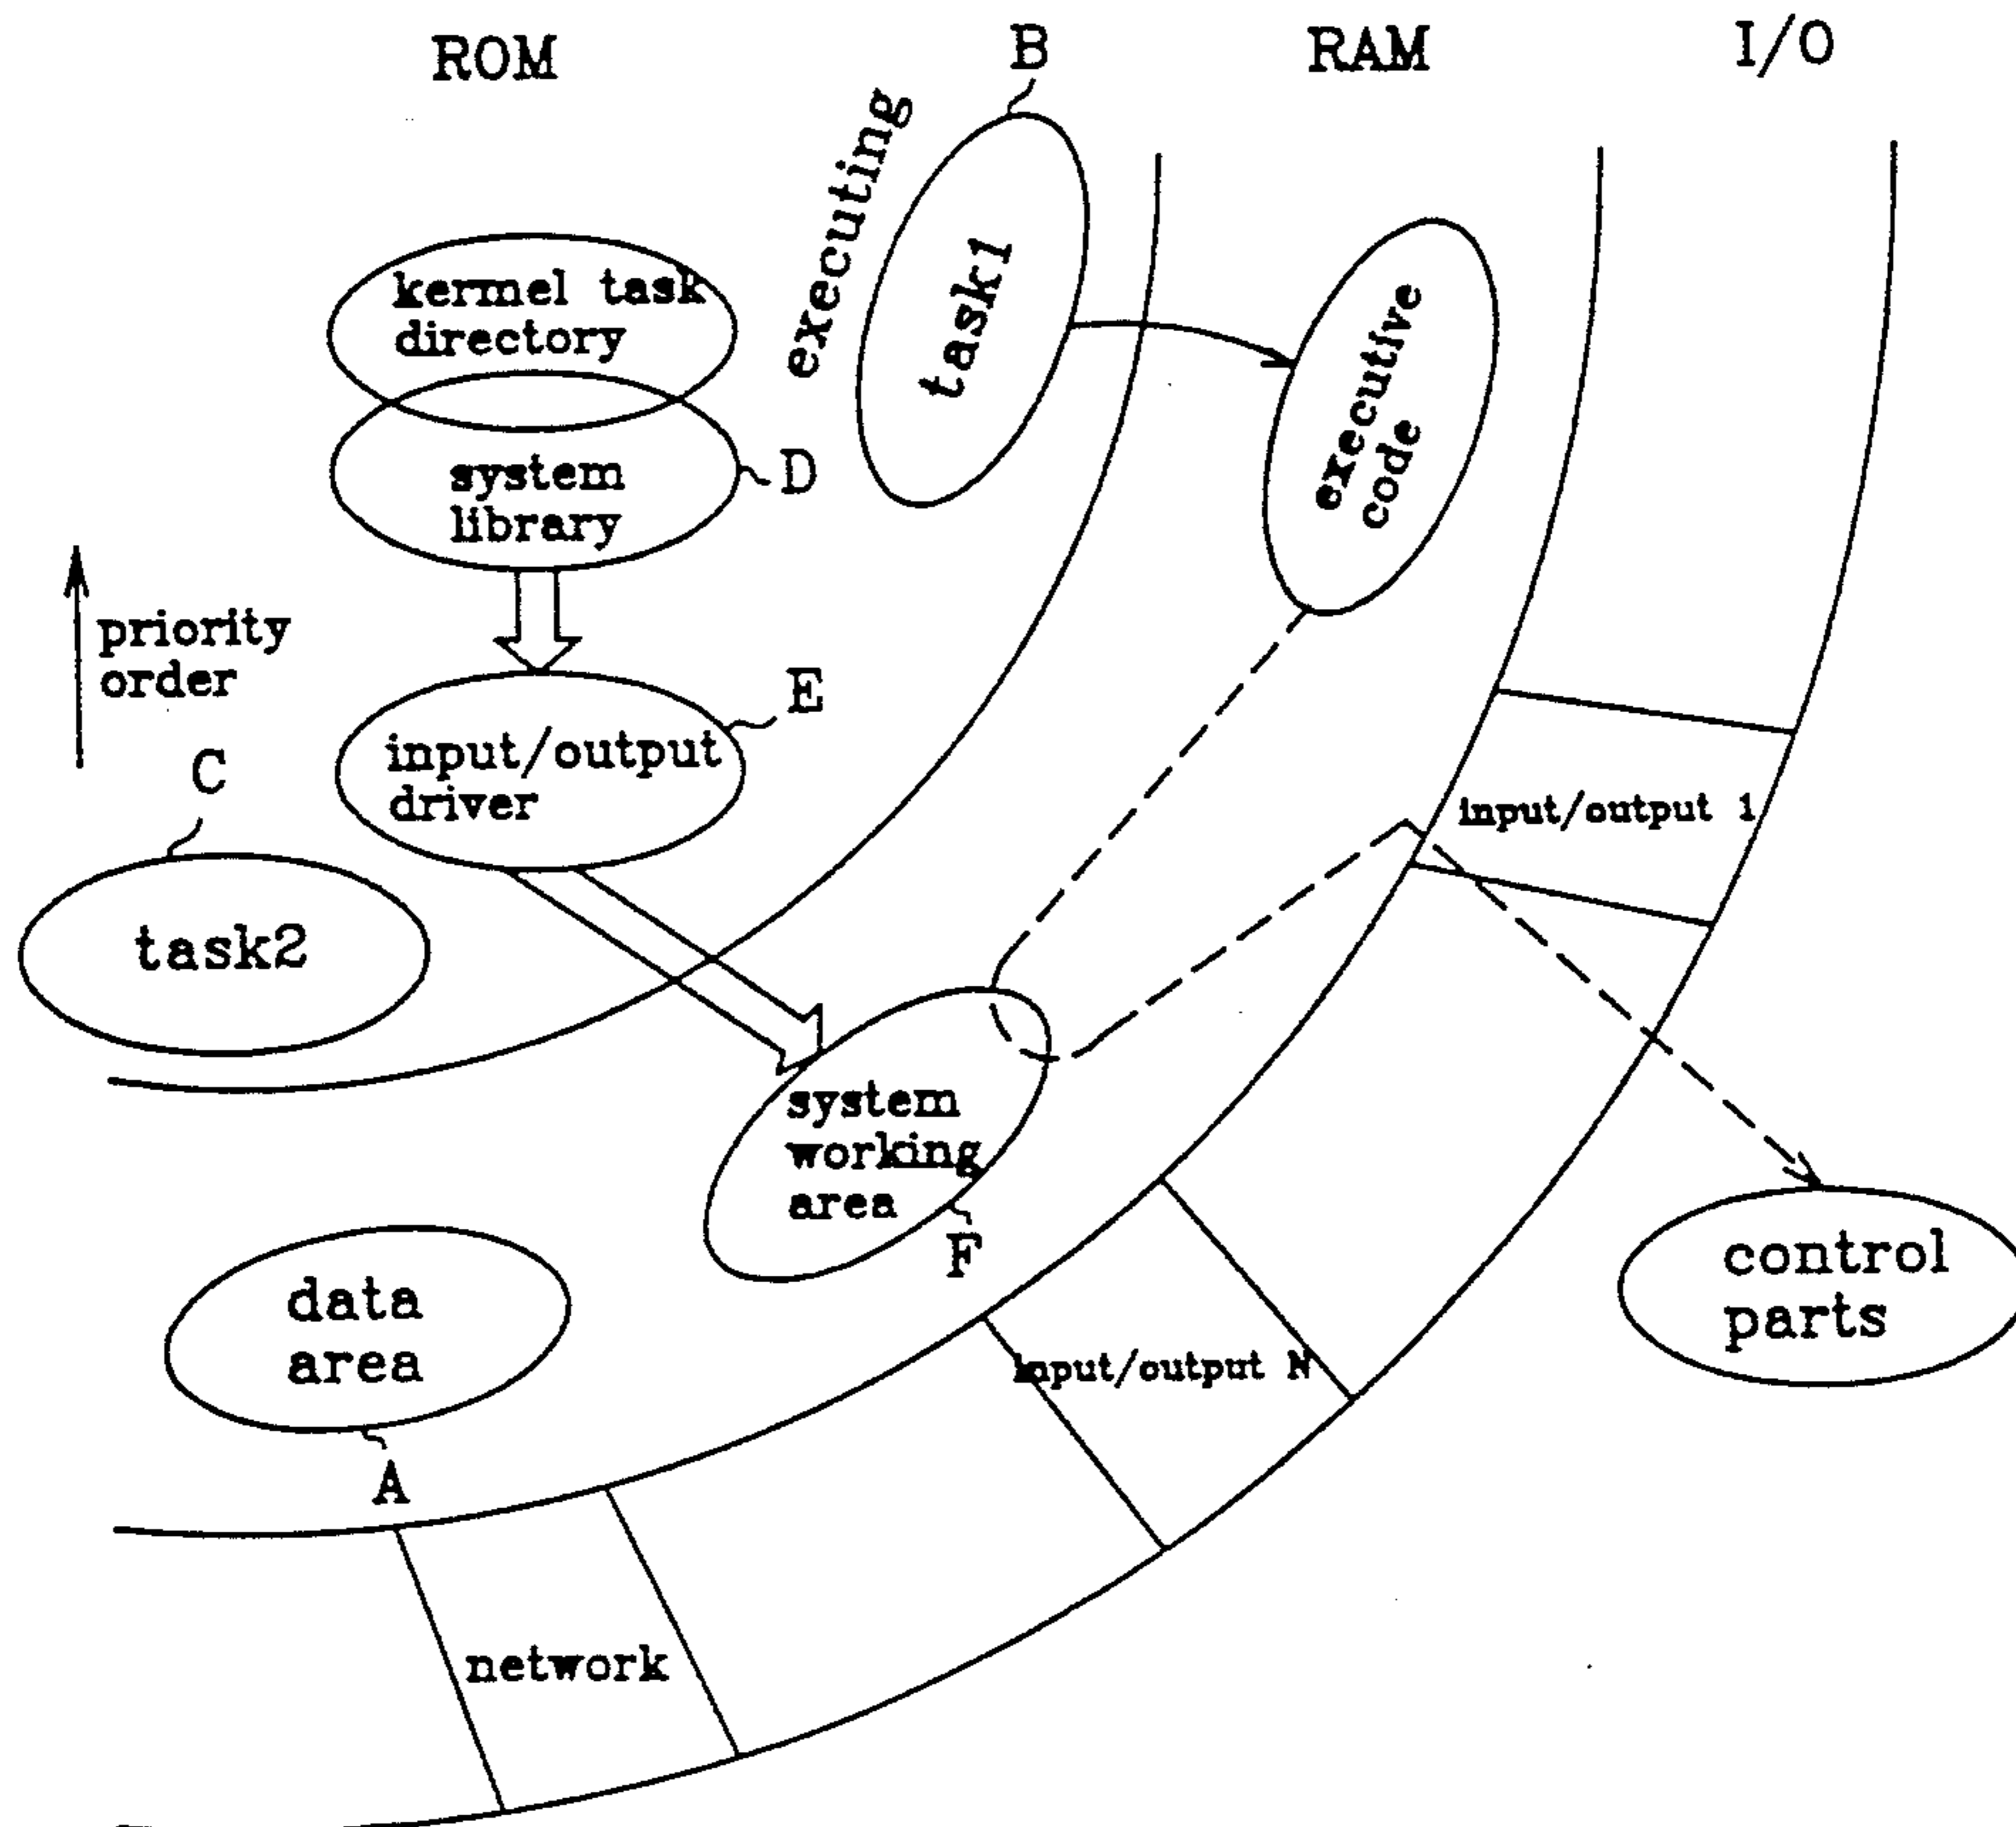 ROM
B
RAM
I/O
executing
task1
kermel task
directory
executive
code
system
library
D
priority
order
E
input/output
driver
C
input/output 1
task2
system
working
area
F
control
parts
data
area
input/output N
A
network